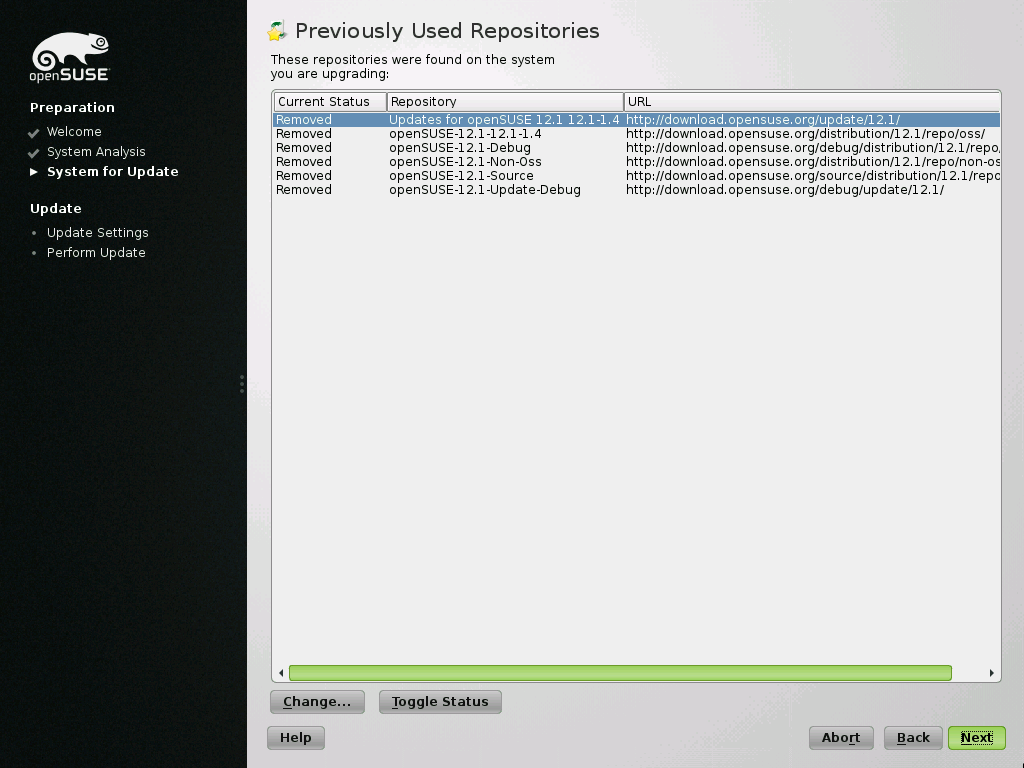 openSUSE
Preparation
Welcome
System Analysis
System for Update
Update
Update Settings
Perform Update
Previously Used Repositories
These repositories were found on the system
you are upgrading:
Current Status Repository URL
Removed Updates for openSUSE 12.1 12.1-1.4 http://download.opensuse.org/update/12.1/
Removed openSUSE-12.1-12.1-1.4 http://download.opensuse.org/distribution/12.1/repo/oss/
Removed openSUSE-12.1-Debug http://download.opensuse.org/debug/distribution/12.1/repo/
Removed openSUSE-12.1-Non-Oss http://download.opensuse.org/distribution/12.1/repo/non-os
Removed openSUSE-12.1-Source http://download.opensuse.org/source/distribution/12.1/repo
Removed openSUSE-12.1-Update-Debug http://download.opensuse.org/debug/update/12.1/
Change... Toggle Status
Help Abort Back Next